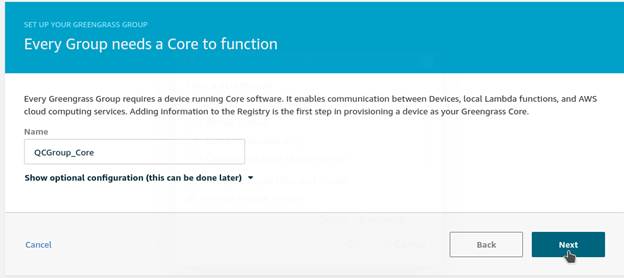 SET UP YOUR GREENGRASS GROUP
Every Group needs a Core to function
Every Greengrass Group requires a device running Core software. It enables communication between Devices, local Lambda functions, and AWS
cloud computing services. Adding information to the Registry is the first step in provisioning a device as your Greengrass Core.
Name
QCGroup_Core
Show optional configuration (this can be done later)
Cancel
Back
Next